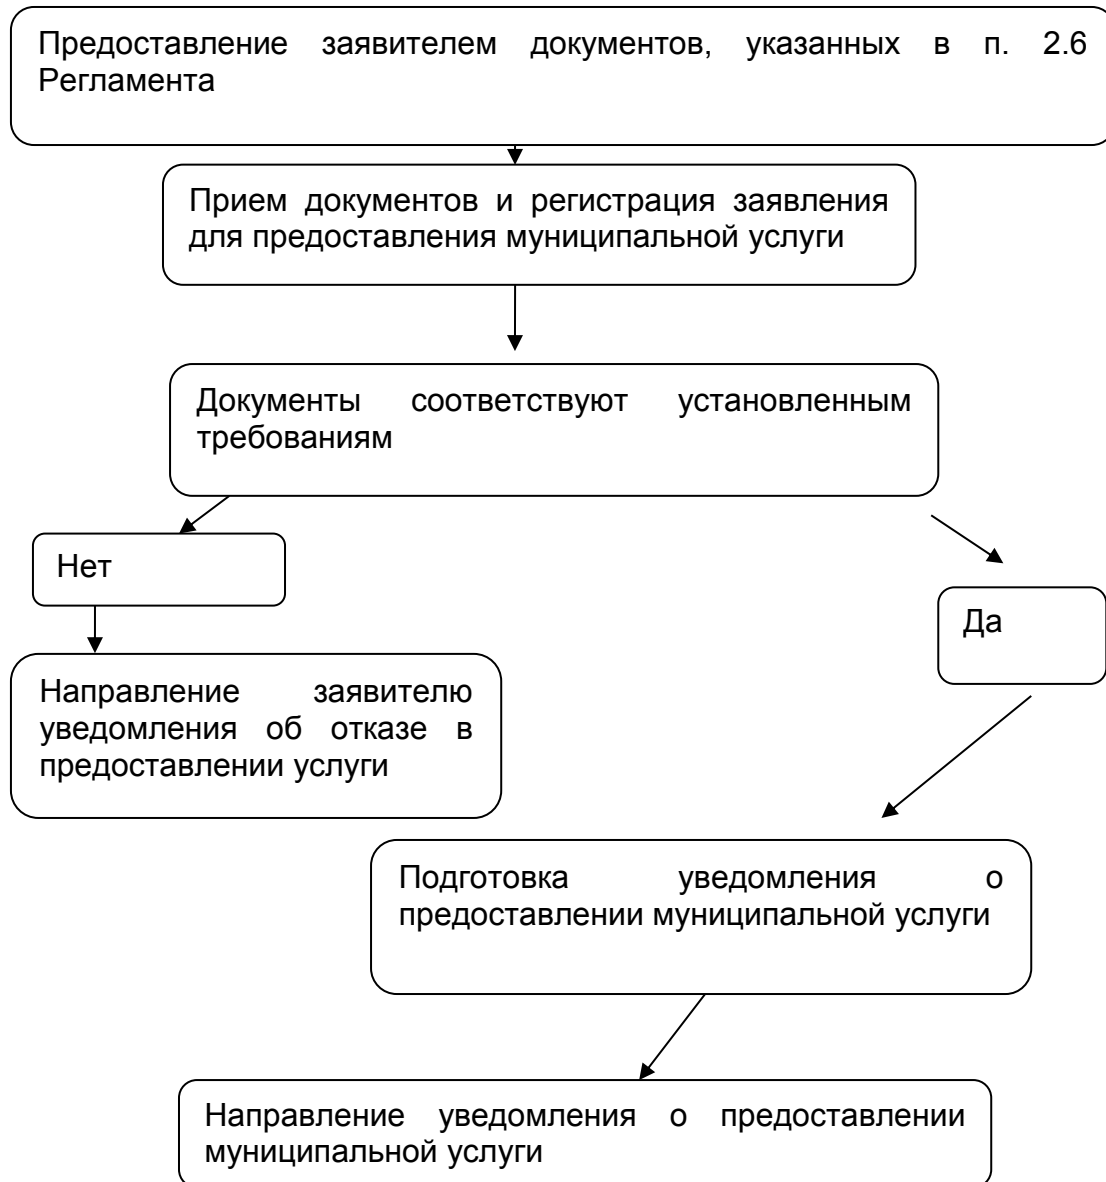 Предоставление заявителем документов, указанных в п. 2.6
Регламента
Прием документов и регистрация заявления
для предоставления муниципальной услуги
Документы соответствуют установленным
требованиям
Нет
Да
Направление заявителю
уведомления об отказе в
предоставлении услуги
Подготовка уведомления о
предоставлении муниципальной услуги
Направление уведомления о предоставлении
муниципальной услуги